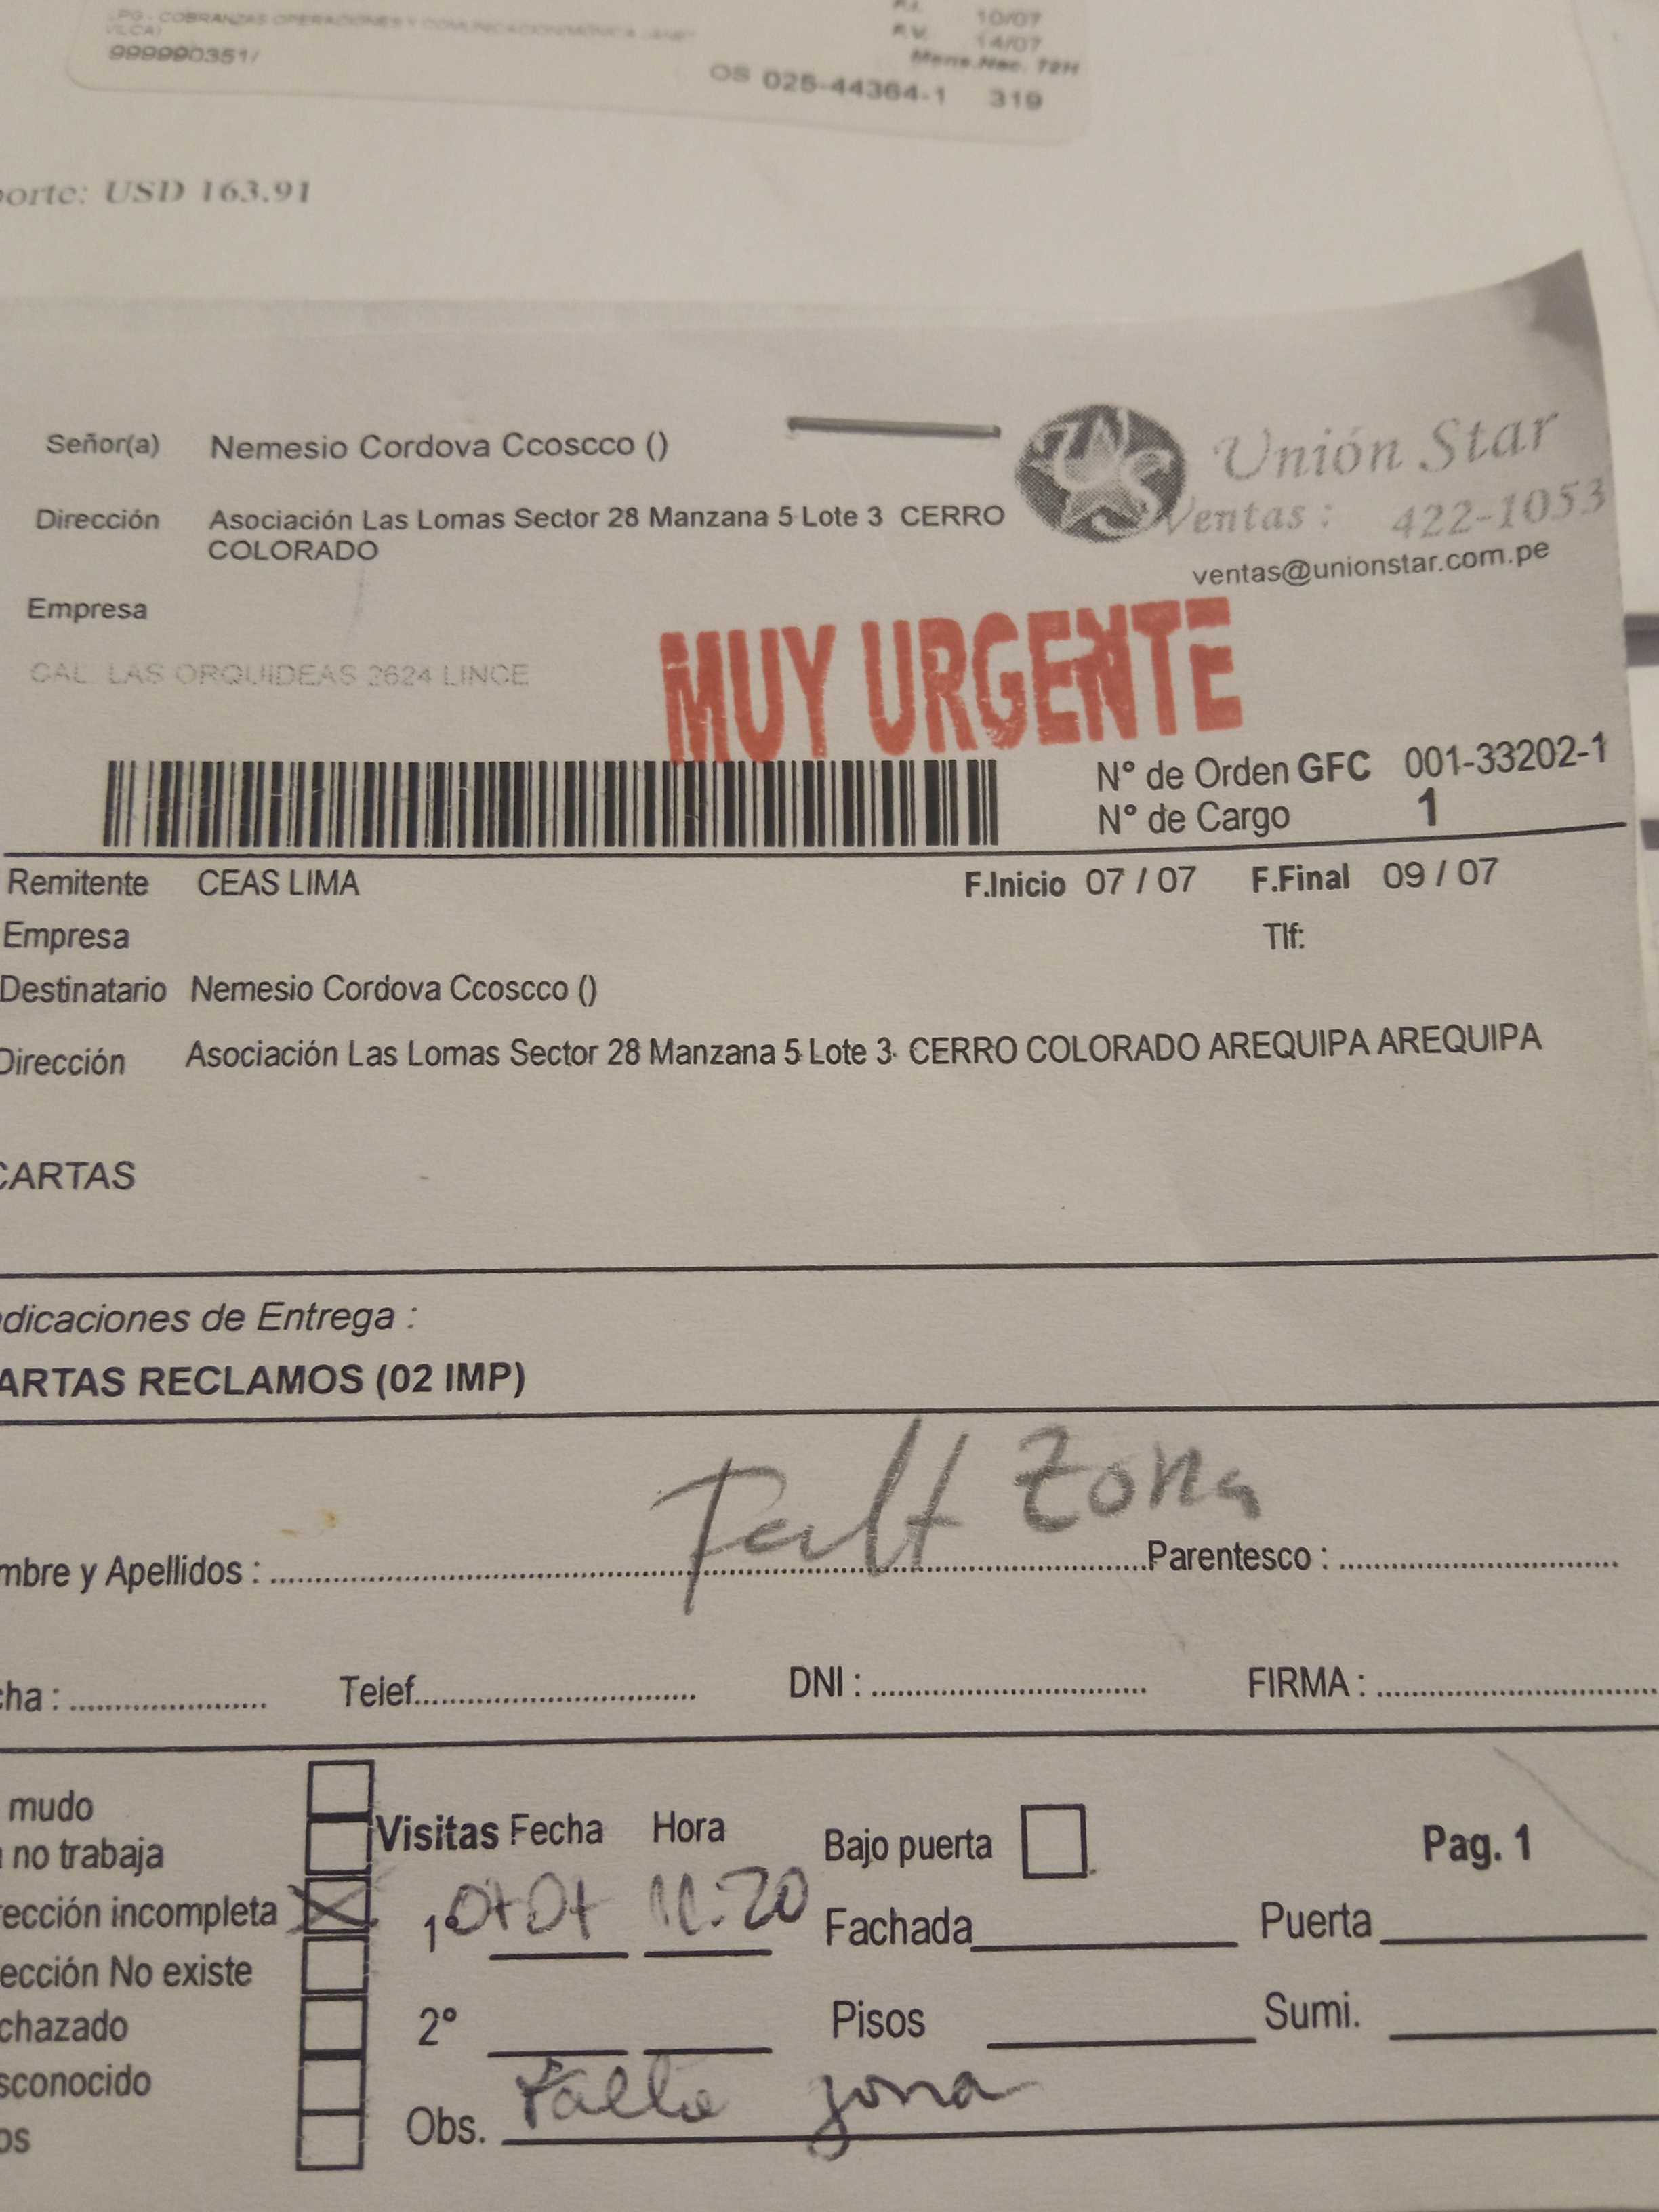 COBRANZAS OPERACIONES Y
999990351/
10/07
P.V. 14/07
Mens.Nac. 72H
OS 025-44364-1 319
porte: USD 163.91
Señor(a) Nemesio Cordova Ccoscco ()
Unión Star
Ventas : 422-1053
ventas@unionstar.com.pe
Dirección Asociación Las Lomas Sector 28 Manzana 5 Lote 3 CERRO
COLORADO
Empresa
CAL LAS ORQUIDEAS 2624 LINCE
MUY URGENTE
N° de Orden GFC 001-33202-1
N° de Cargo 1
Remitente CEAS LIMA F.Inicio 07 / 07 F.Final 09 / 07
Empresa Tlf:
Destinatario Nemesio Cordova Ccoscco ()
Dirección Asociación Las Lomas Sector 28 Manzana 5 Lote 3 CERRO COLORADO AREQUIPA AREQUIPA
CARTAS
dicaciones de Entrega :
ARTAS RECLAMOS (02 IMP)
Falt Zona
mbre y Apellidos : Parentesco :
cha : Telef. DNI : FIRMA :
mudo
no trabaja
Visitas Fecha Hora Bajo puerta Pag. 1
rección incompleta 1° 07 07 11:20 Fachada Puerta
ección No existe
chazado 2° Pisos Sumi.
sconocido
os Obs. Falta zona